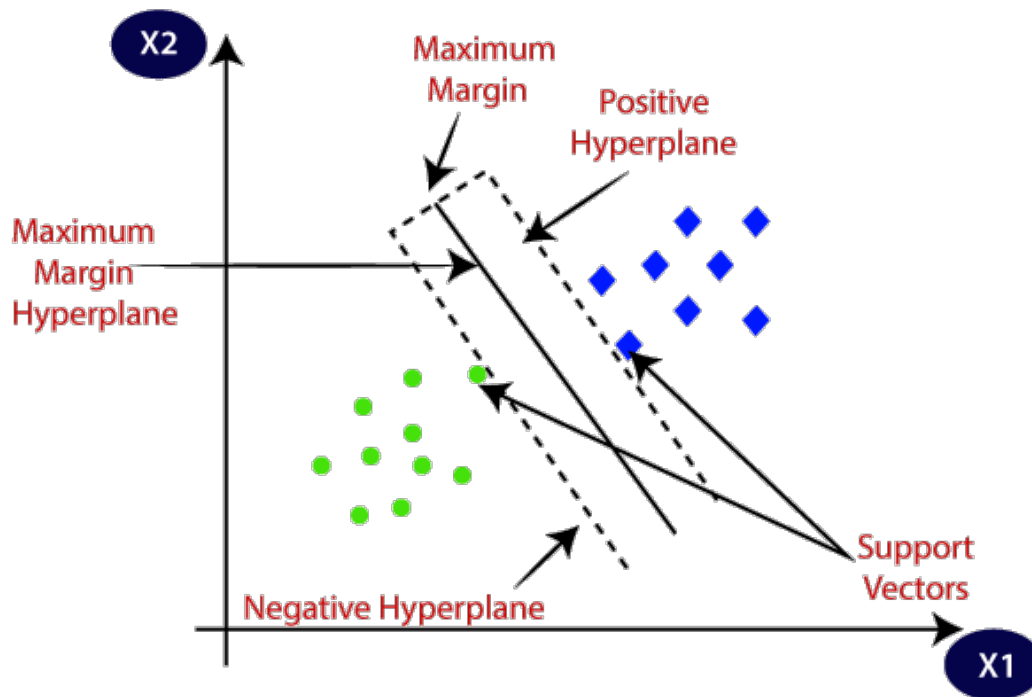 X2
Maximum
Margin
Positive
Hyperplane
Maximum
Margin
Hyperplane
Support
Vectors
Negative Hyperplane
X1